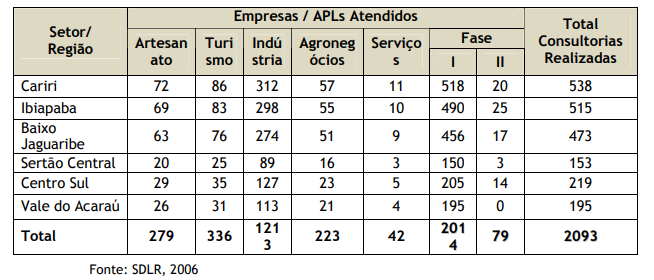 Setor/ Região Empresas / APLs Atendidos Total Consultorias Realizadas
Artesan ato Turi smo Indú stria Agroneg ócios Serviço s Fase
I II
Cariri 72 86 312 57 11 518 20 538
Ibiapaba 69 83 298 55 10 490 25 515
Baixo Jaguaribe 63 76 274 51 9 456 17 473
Sertão Central 20 25 89 16 3 150 3 153
Centro Sul 29 35 127 23 5 205 14 219
Vale do Acaraú 26 31 113 21 4 195 0 195
Total 279 336 121 3 223 42 201 4 79 2093
Fonte: SDLR, 2006